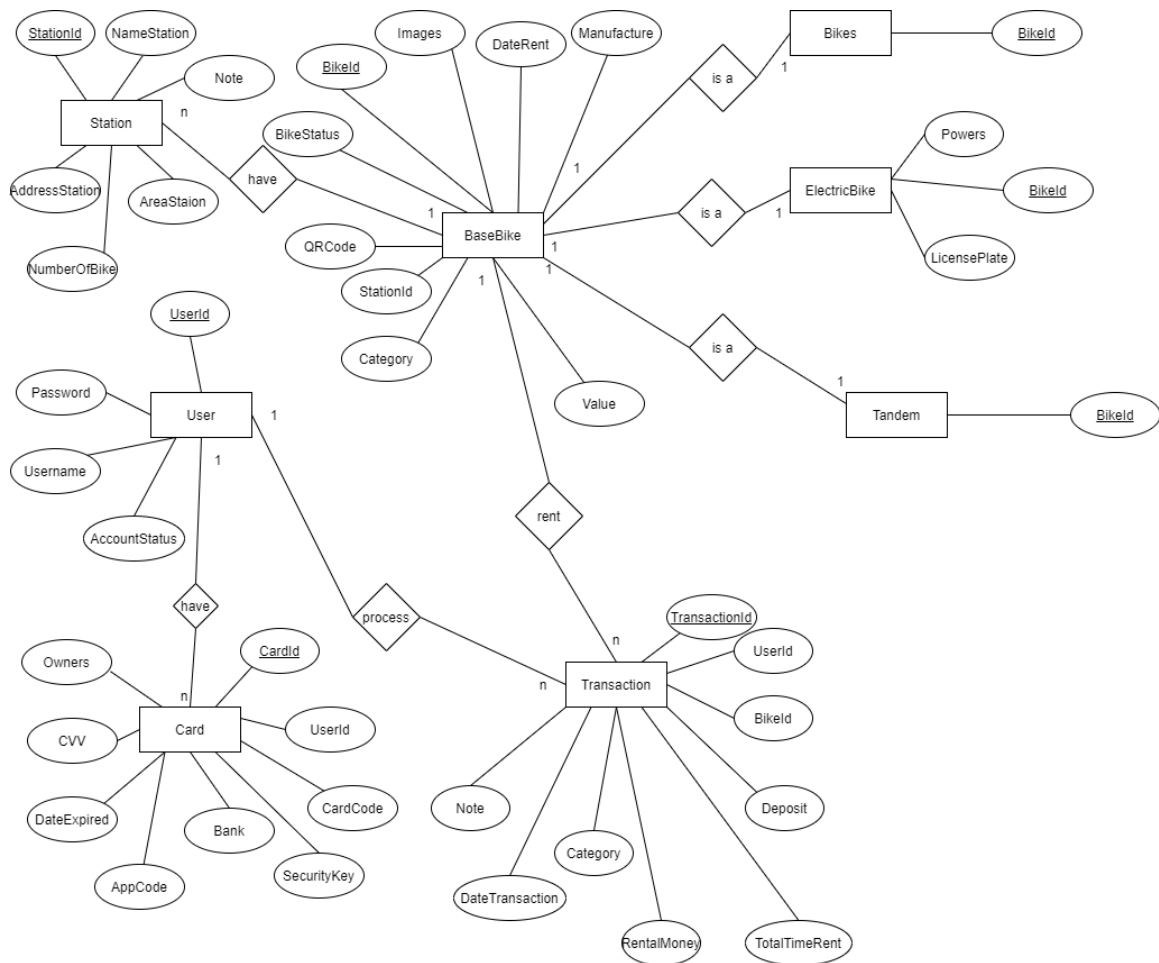 StationId
NameStation
Note
n
Station
AddressStation
AreaStaion
NumberOfBike
have
1
Images
DateRent
Manufacture
BikeId
BikeStatus
QRCode
StationId
Category
Value
BaseBike
1
is a
1
Bikes
BikeId
1
is a
1
ElectricBike
Powers
BikeId
LicensePlate
1
is a
1
Tandem
BikeId
1
rent
n
UserId
Password
Username
AccountStatus
User
1
process
n
1
have
n
Owners
CardId
CVV
Card
UserId
DateExpired
CardCode
Bank
AppCode
SecurityKey
TransactionId
UserId
Transaction
BikeId
Note
Deposit
Category
DateTransaction
RentalMoney
TotalTimeRent